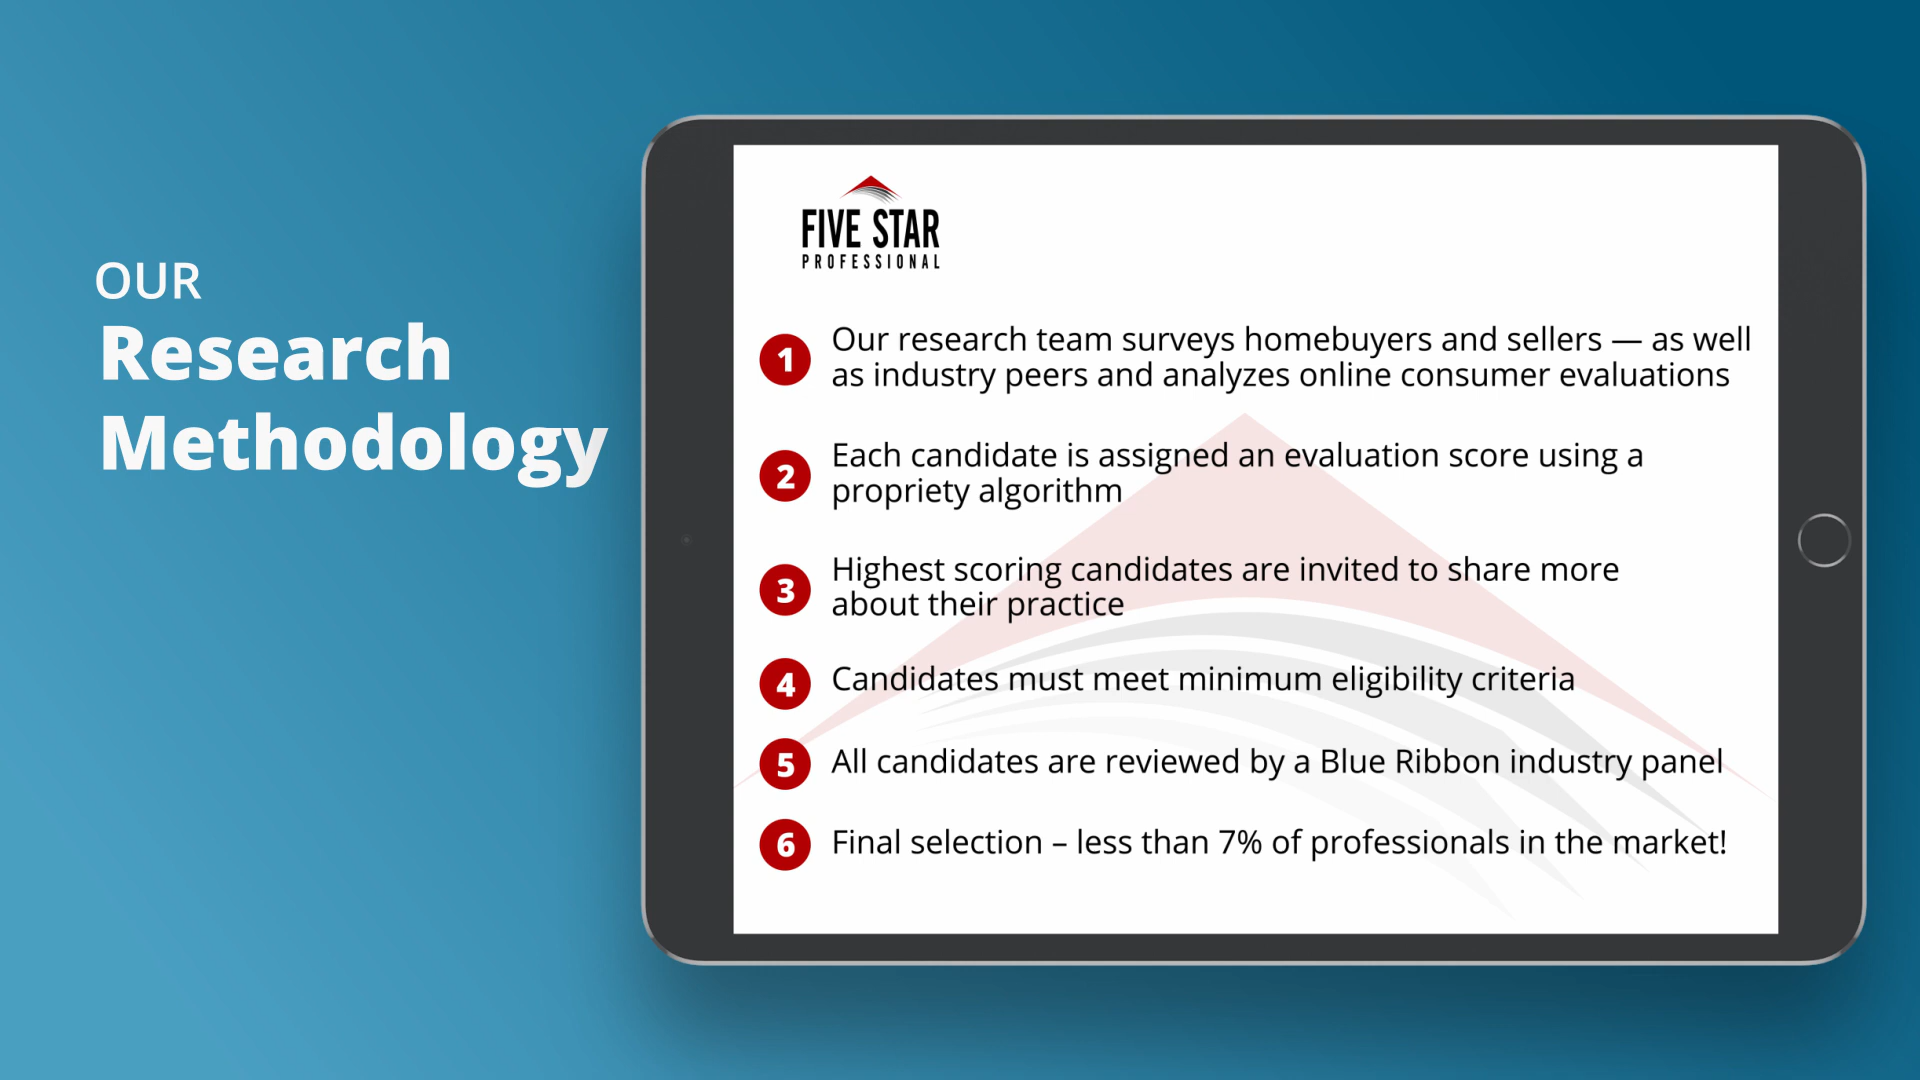 OUR
Research
Methodology
FIVE STAR
PROFESSIONAL
1 Our research team surveys homebuyers and sellers — as well
as industry peers and analyzes online consumer evaluations
2 Each candidate is assigned an evaluation score using a
propriety algorithm
3 Highest scoring candidates are invited to share more
about their practice
4 Candidates must meet minimum eligibility criteria
5 All candidates are reviewed by a Blue Ribbon industry panel
6 Final selection – less than 7% of professionals in the market!